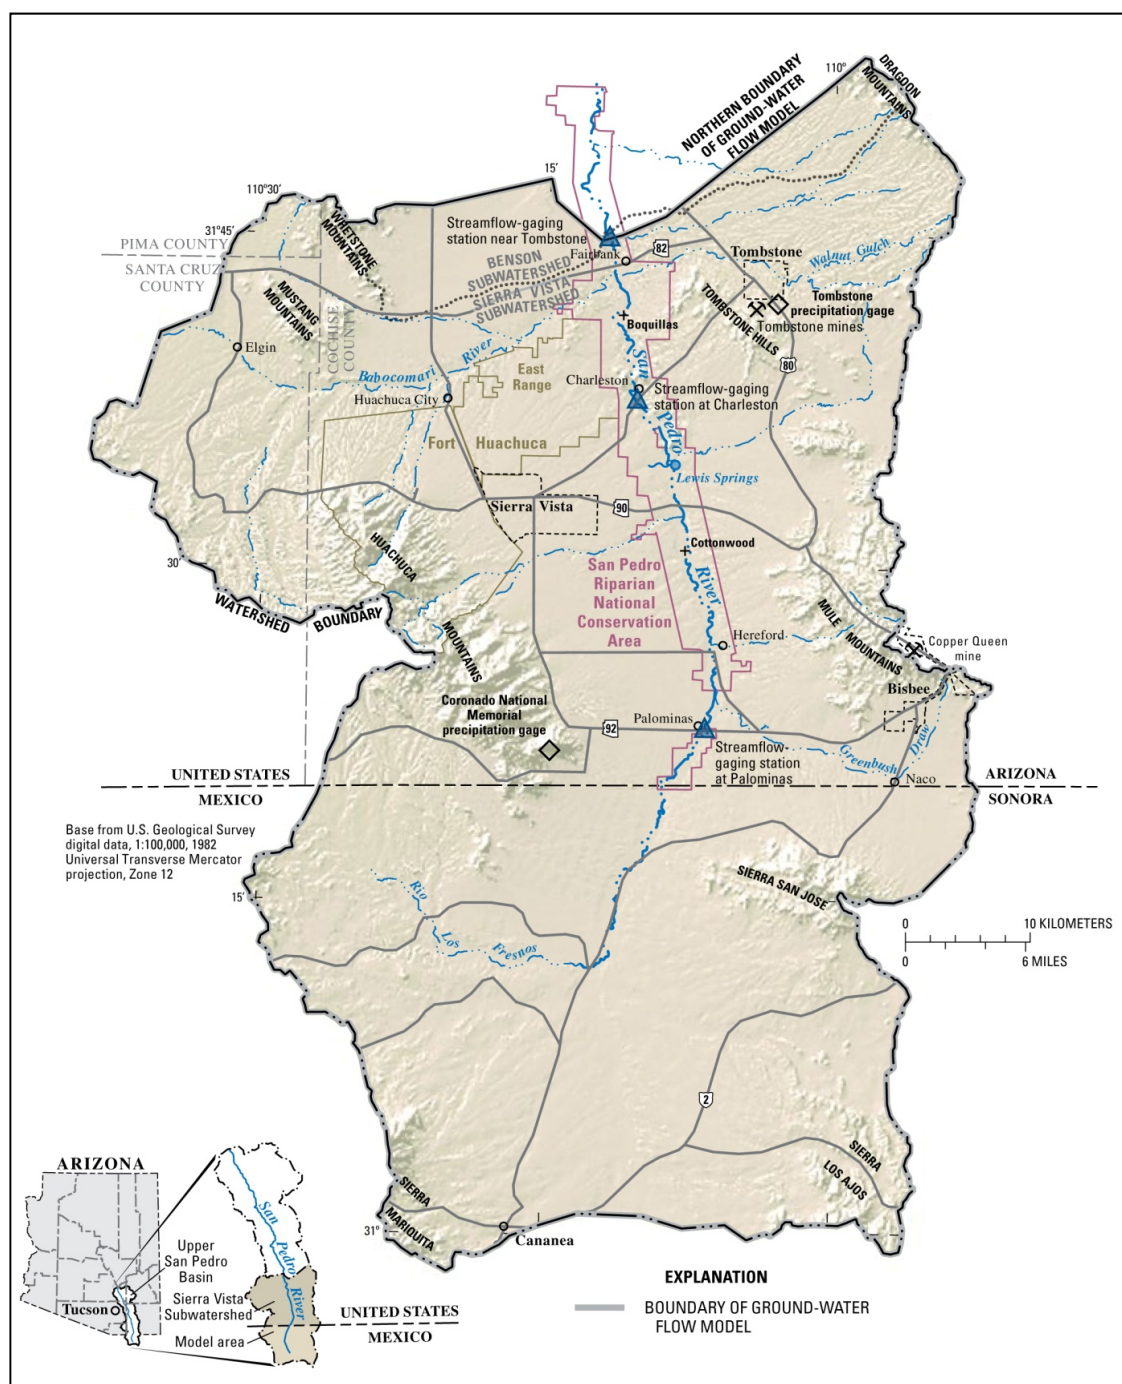 NORTHERN BOUNDARY
OF GROUND-WATER
FLOW MODEL
110°
DRAGOON
MOUNTAINS
15'
110°30'
31°45'
PIMA COUNTY
SANTA CRUZ
COUNTY
COCHISE
COUNTY
WHETSTONE
MOUNTAINS
MUSTANG
MOUNTAINS
Streamflow-gaging
station near Tombstone
Fairbank
82
BENSON
SUBWATERSHED
SIERRA VISTA
SUBWATERSHED
Tombstone
Walnut Gulch
Tombstone
precipitation gage
Tombstone mines
TOMBSTONE HILLS
80
Boquillas
Elgin
Babocomari River
East
Range
Huachuca City
Charleston
Streamflow-gaging
station at Charleston
San Pedro River
Fort Huachuca
Lewis Springs
Sierra Vista
90
Cottonwood
30'
HUACHUCA
MOUNTAINS
WATERSHED BOUNDARY
San Pedro
Riparian
National
Conservation
Area
MULE MOUNTAINS
Hereford
Copper Queen
mine
Bisbee
Coronado National
Memorial
precipitation gage
92
Palominas
Streamflow-
gaging station
at Palominas
Greenbush Draw
Naco
UNITED STATES
MEXICO
ARIZONA
SONORA
Base from U.S. Geological Survey
digital data, 1:100,000, 1982
Universal Transverse Mercator
projection, Zone 12
15'
Rio Los Fresnos
SIERRA SAN JOSE
0 10 KILOMETERS
0 6 MILES
2
SIERRA
LOS AJOS
SIERRA
MARIQUITA
31°
Cananea
ARIZONA
Upper
San Pedro
Basin
Tucson
Sierra Vista
Subwatershed
Model area
San Pedro River
UNITED STATES
MEXICO
EXPLANATION
BOUNDARY OF GROUND-WATER
FLOW MODEL